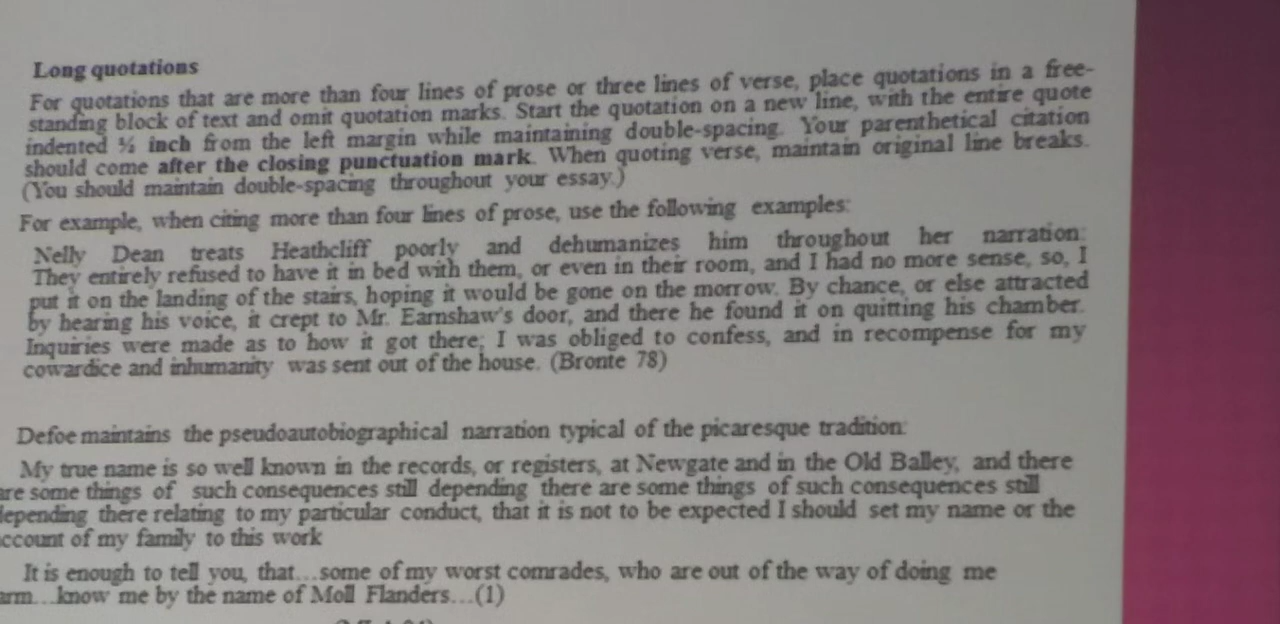 Long quotations
For quotations that are more than four lines of prose or three lines of verse, place quotations in a free-
standing block of text and omit quotation marks. Start the quotation on a new line, with the entire quote
indented ½ inch from the left margin while maintaining double-spacing. Your parenthetical citation
should come after the closing punctuation mark. When quoting verse, maintain original line breaks.
(You should maintain double-spacing throughout your essay.)
For example, when citing more than four lines of prose, use the following examples:
Nelly Dean treats Heathcliff poorly and dehumanizes him throughout her narration:
They entirely refused to have it in bed with them, or even in their room, and I had no more sense, so, I
put it on the landing of the stairs, hoping it would be gone on the morrow. By chance, or else attracted
by hearing his voice, it crept to Mr. Earnshaw's door, and there he found it on quitting his chamber.
Inquiries were made as to how it got there; I was obliged to confess, and in recompense for my
cowardice and inhumanity was sent out of the house. (Bronte 78)
Defoe maintains the pseudoautobiographical narration typical of the picaresque tradition:
My true name is so well known in the records, or registers, at Newgate and in the Old Balley, and there
are some things of such consequences still depending there are some things of such consequences still
depending there relating to my particular conduct, that it is not to be expected I should set my name or the
ccount of my family to this work
It is enough to tell you, that...some of my worst comrades, who are out of the way of doing me
arm...know me by the name of Moll Flanders...(1)